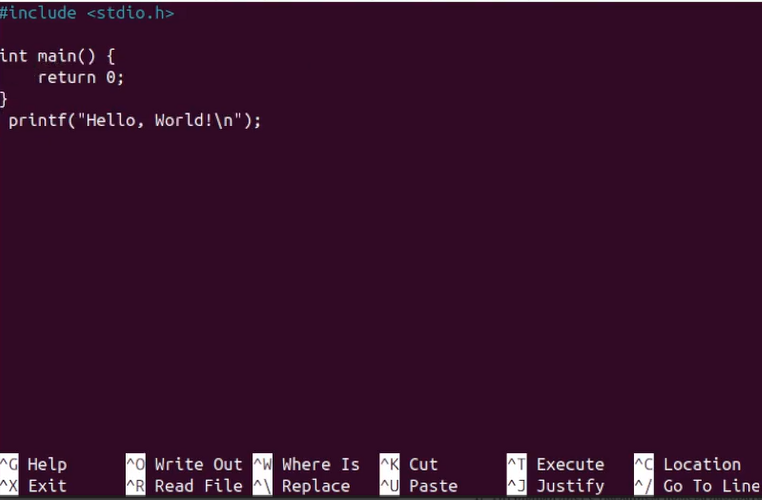 #include <stdio.h>
int main() {
    return 0;
}
 printf("Hello, World!\n");
^G Help ^O Write Out ^W Where Is ^K Cut ^T Execute ^C Location
^X Exit ^R Read File ^\ Replace ^U Paste ^J Justify ^/ Go To Line